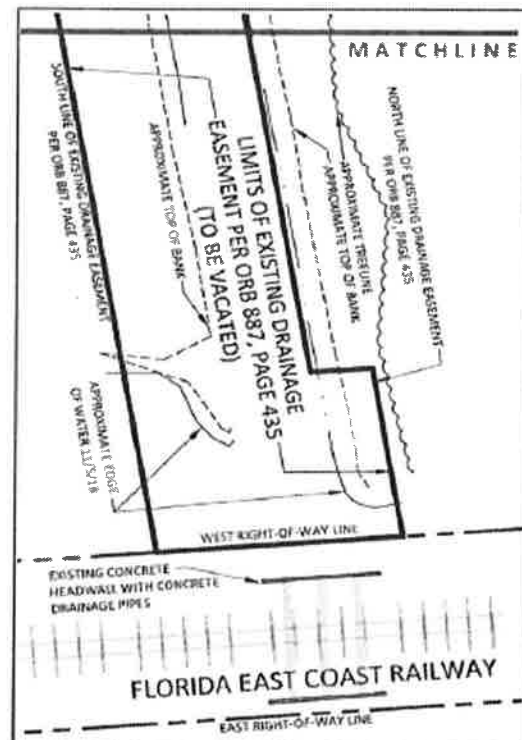 MATCHLINE
SOUTH LINE OF EXISTING DRAINAGE EASEMENT
PER ORB 887, PAGE 435
APPROXIMATE TOP OF BANK
LIMITS OF EXISTING DRAINAGE
EASEMENT PER ORB 887, PAGE 435
(TO BE VACATED)
APPROXIMATE TREELINE
APPROXIMATE TOP OF BANK
NORTH LINE OF EXISTING DRAINAGE EASEMENT
PER ORB 887, PAGE 435
APPROXIMATE EDGE
OF WATER 11/5/18
WEST RIGHT-OF-WAY LINE
EXISTING CONCRETE
HEADWALL WITH CONCRETE
DRAINAGE PIPES
FLORIDA EAST COAST RAILWAY
EAST RIGHT-OF-WAY LINE